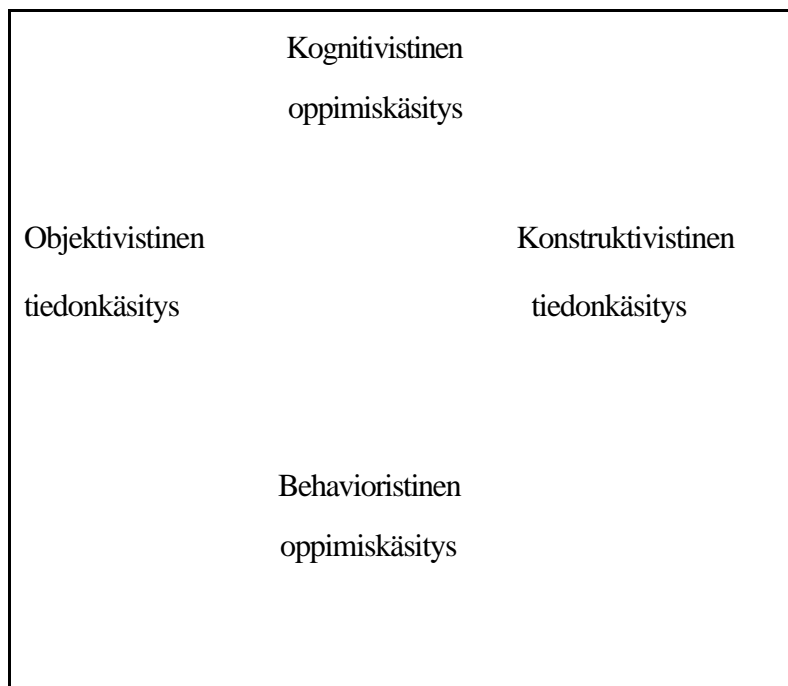 Kognitivistinen
oppimiskäsitys
Objektivistinen Konstruktivistinen
tiedonkäsitys tiedonkäsitys
Behavioristinen
oppimiskäsitys